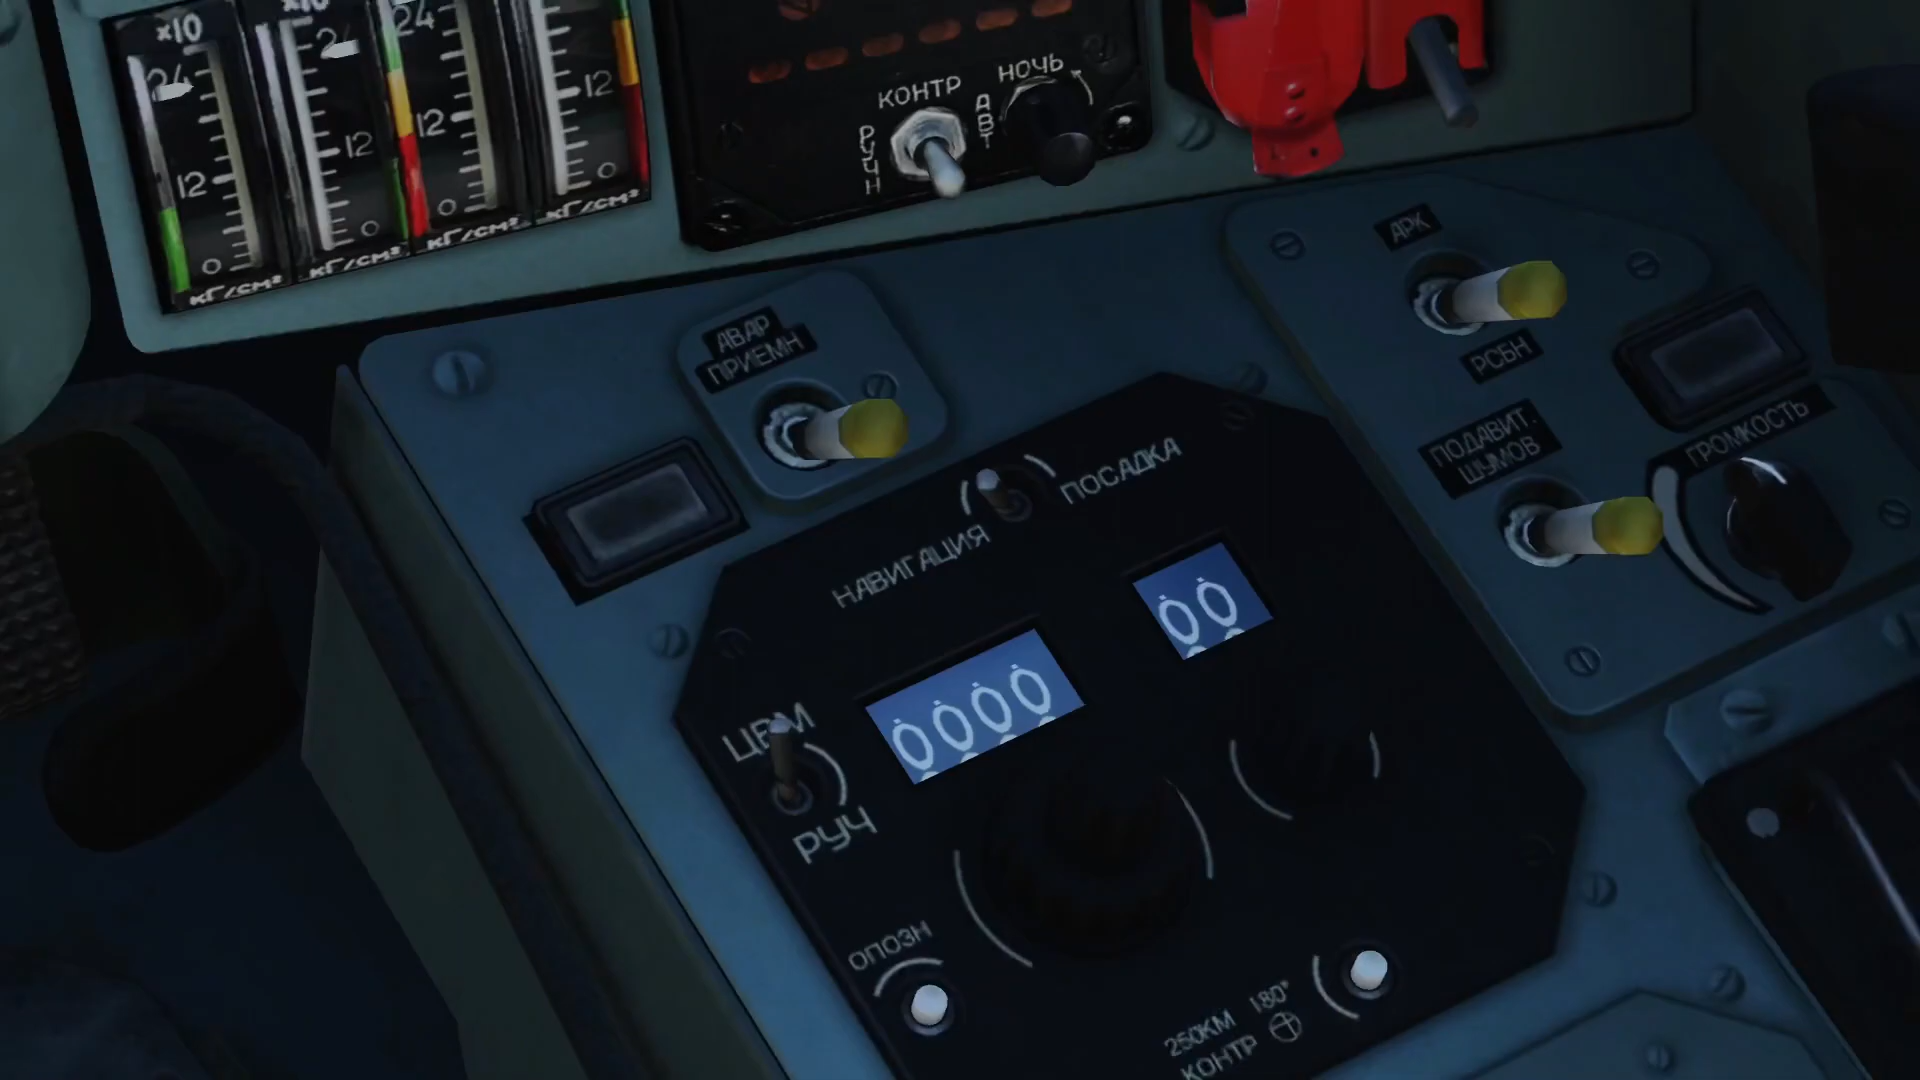 ×10
24
12
0
кГ/см²
×10
24
12
0
кГ/см²
24
12
0
кГ/см²
12
0
кГ/см²
КОНТР
НОЧЬ
РУЧН
АВТ
АРК
РСБН
АВАР
ПРИЕМН
ПОДАВИТ.
ШУМОВ
ГРОМКОСТЬ
ПОСАДКА
НАВИГАЦИЯ
00
0000
ЦВМ
РУЧ
ОПОЗН
250КМ 180°
КОНТР